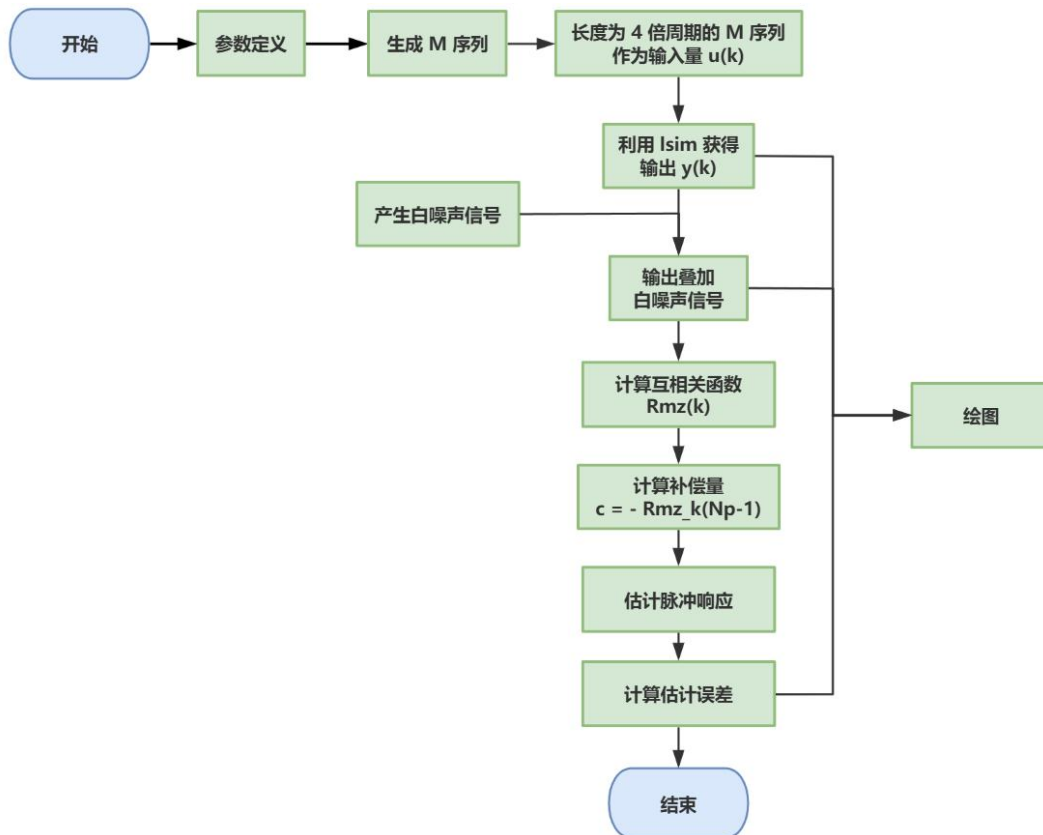 开始
参数定义
生成 M 序列
长度为 4 倍周期的 M 序列
作为输入量 u(k)
利用 lsim 获得
输出 y(k)
产生白噪声信号
输出叠加
白噪声信号
计算互相关函数
Rmz(k)
绘图
计算补偿量
c = - Rmz_k(Np-1)
估计脉冲响应
计算估计误差
结束